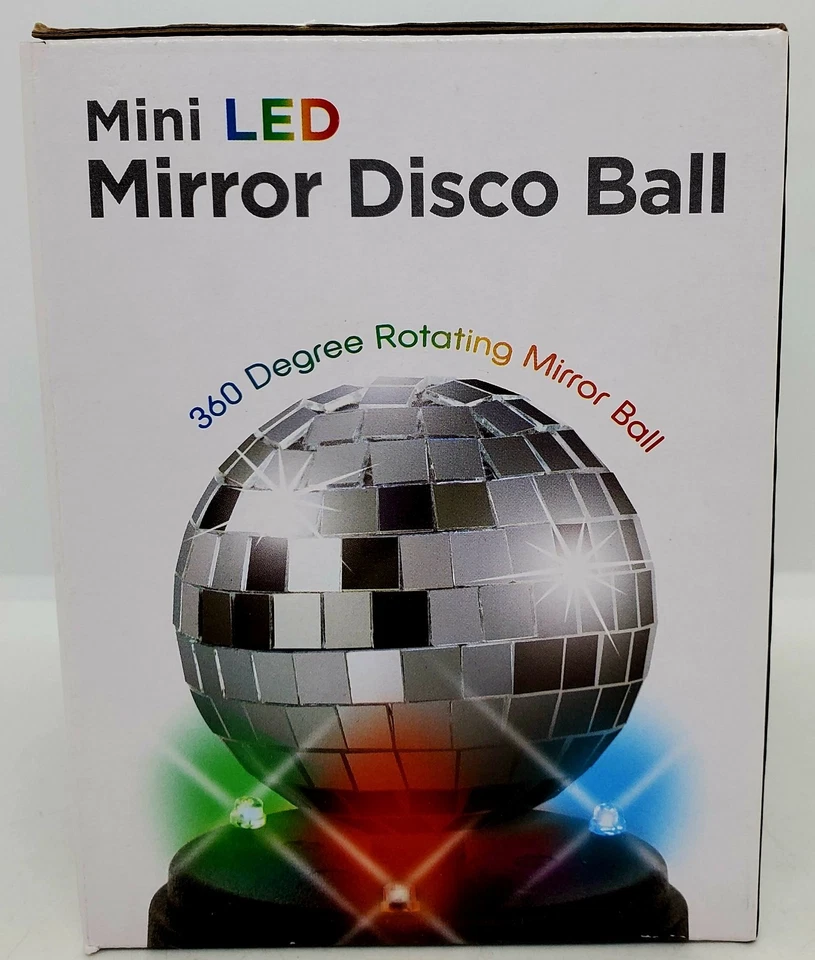 Mini LED
Mirror Disco Ball
360 Degree Rotating Mirror Ball